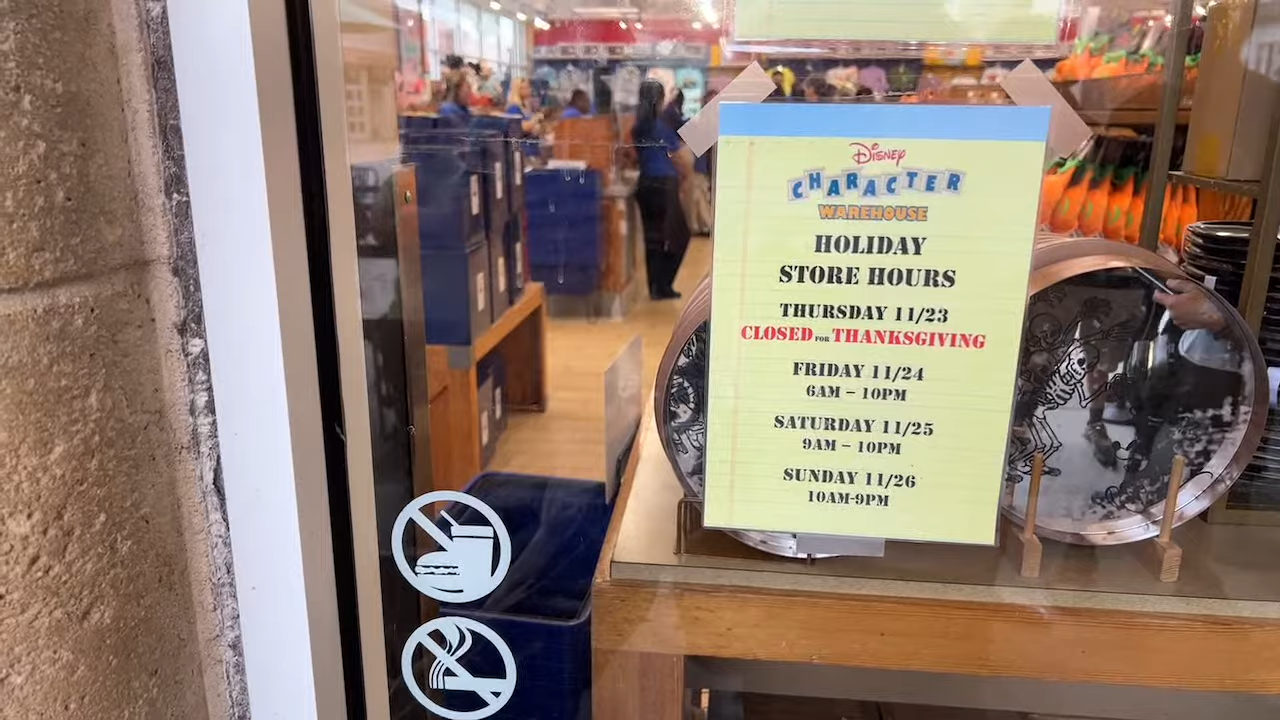 Disney
CHARACTER
WAREHOUSE
HOLIDAY
STORE HOURS
THURSDAY 11/23
CLOSED FOR THANKSGIVING
FRIDAY 11/24
6AM – 10PM
SATURDAY 11/25
9AM – 10PM
SUNDAY 11/26
10AM-9PM